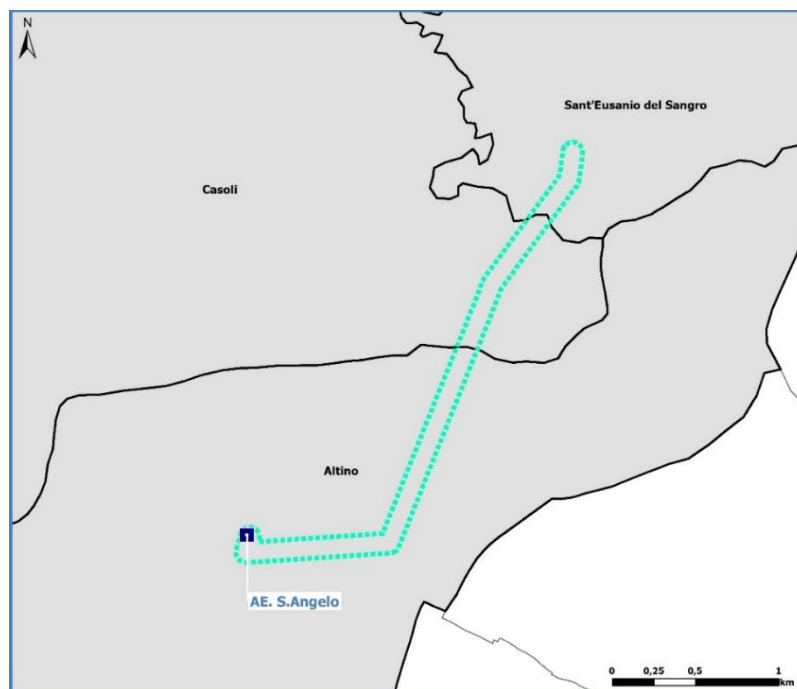 N
Sant'Eusanio del Sangro
Casoli
Altino
AE. S.Angelo
0 0,25 0,5 1
km